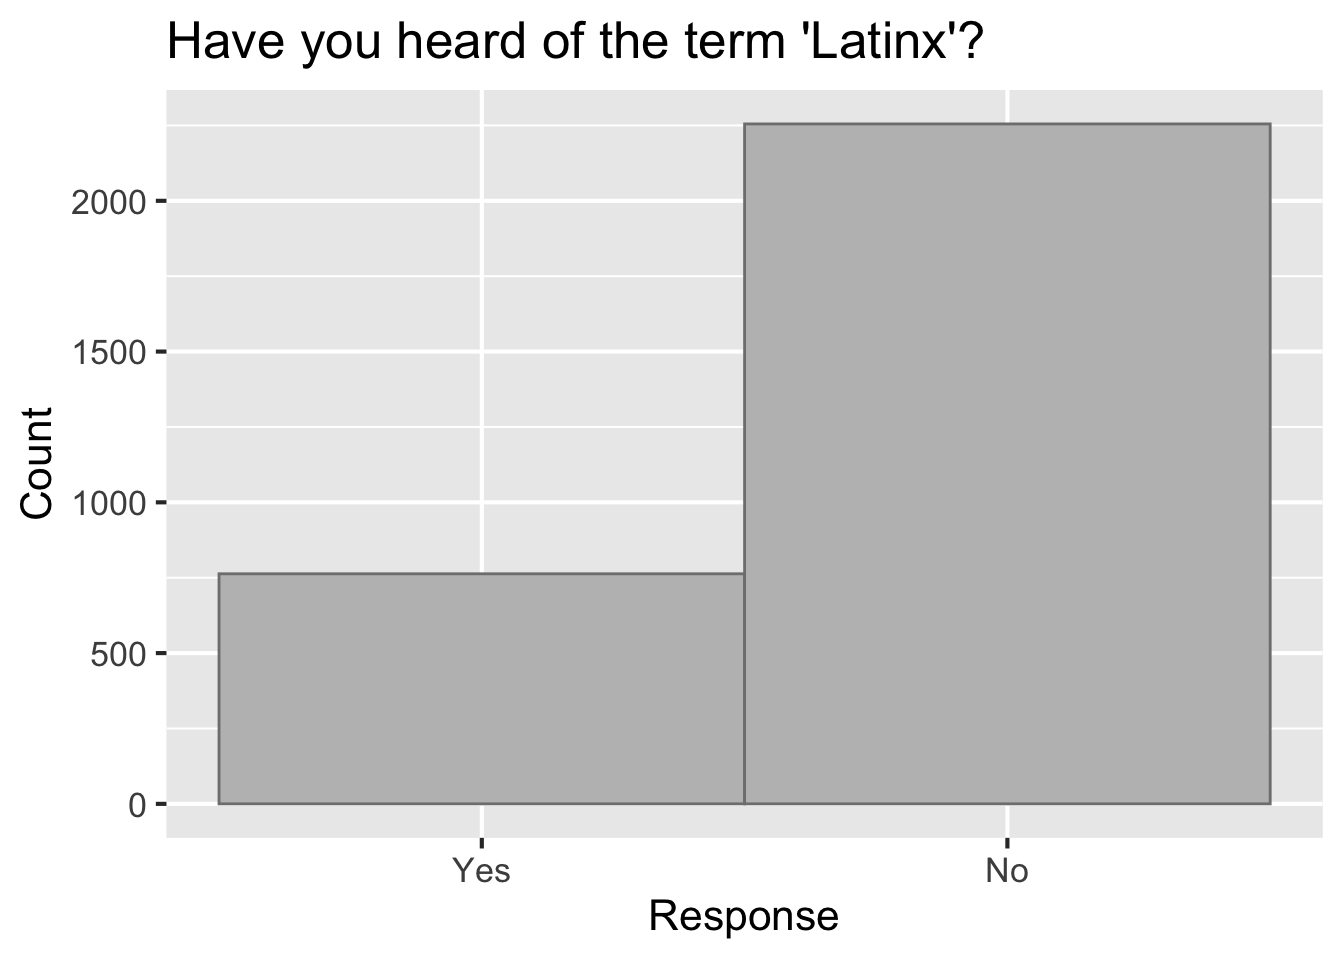 Have you heard of the term 'Latinx'?
2000
1500
1000
500
0
Count
Yes No
Response